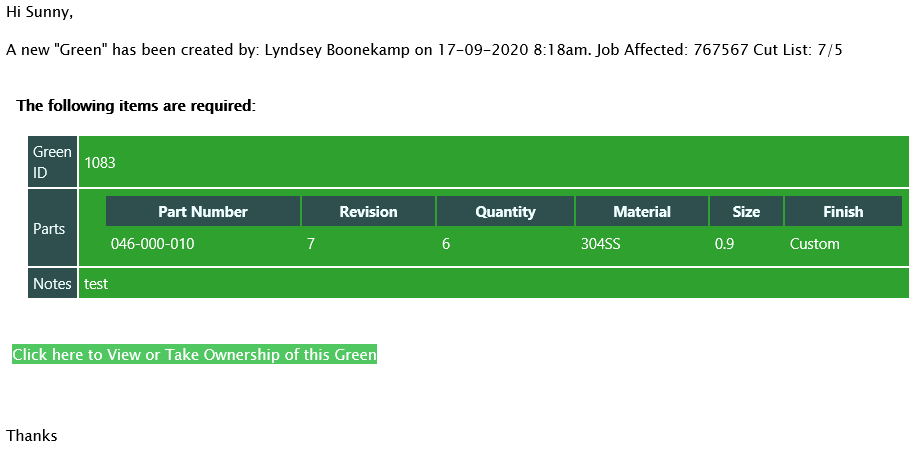 Hi Sunny,
A new "Green" has been created by: Lyndsey Boonekamp on 17-09-2020 8:18am. Job Affected: 767567 Cut List: 7/5
The following items are required:
Green ID 1083
Parts
Part Number Revision Quantity Material Size Finish
046-000-010 7 6 304SS 0.9 Custom
Notes test
Click here to View or Take Ownership of this Green
Thanks